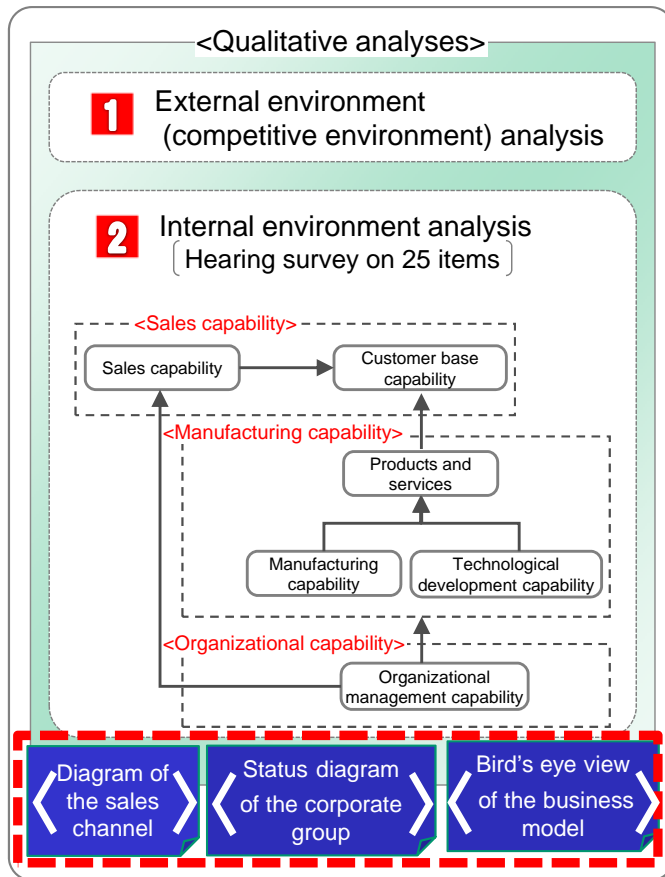 <Qualitative analyses>
1 External environment
(competitive environment) analysis
2 Internal environment analysis
Hearing survey on 25 items
<Sales capability>
Sales capability
Customer base
capability
<Manufacturing capability>
Products and
services
Manufacturing
capability
Technological
development capability
<Organizational capability>
Organizational
management capability
Diagram of
the sales
channel
Status diagram
of the corporate
group
Bird's eye view
of the business
model